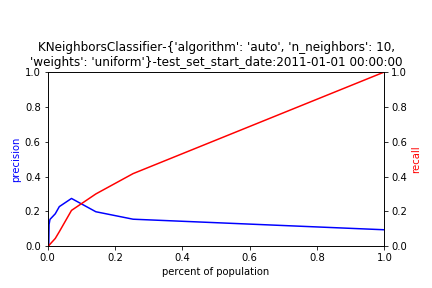 KNeighborsClassifier-{'algorithm': 'auto', 'n_neighbors': 10,
'weights': 'uniform'}-test_set_start_date:2011-01-01 00:00:00
1.0
0.8
0.6
0.4
0.2
0.0
precision
1.0
0.8
0.6
0.4
0.2
0.0
recall
0.0 0.2 0.4 0.6 0.8 1.0
percent of population